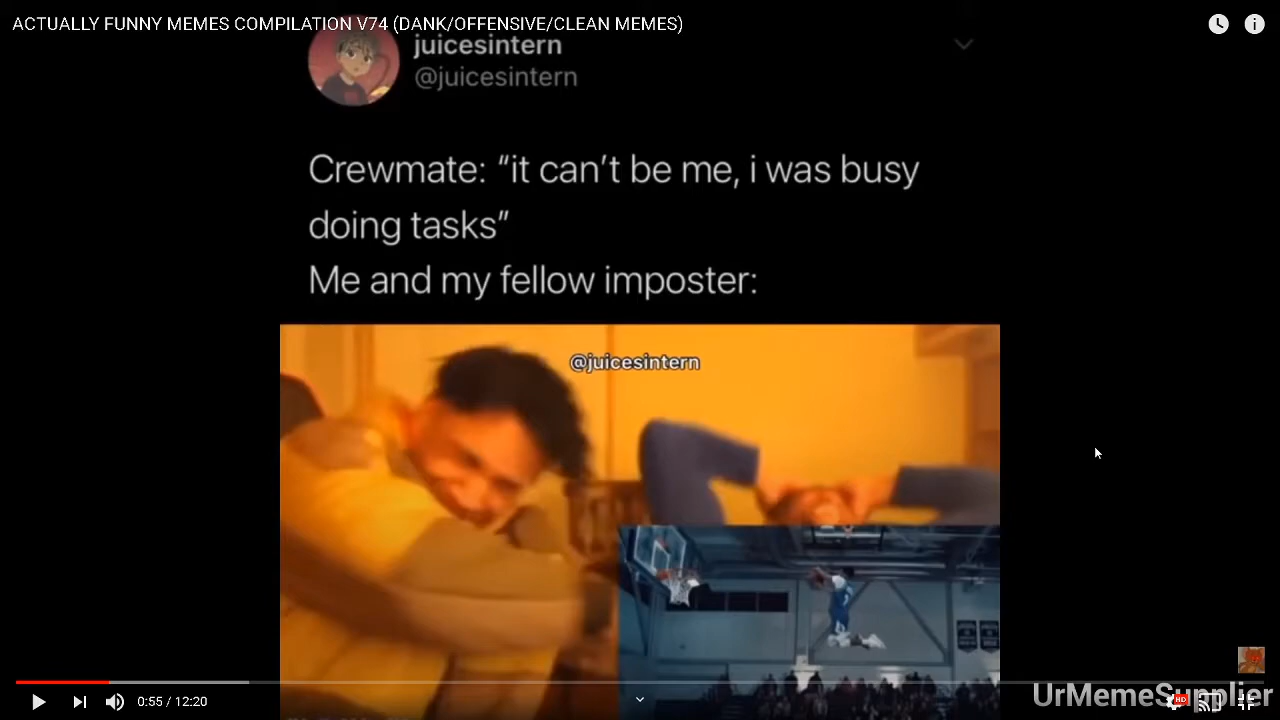 ACTUALLY FUNNY MEMES COMPILATION V74 (DANK/OFFENSIVE/CLEAN MEMES)
juicesintern
@juicesintern
Crewmate: “it can’t be me, i was busy
doing tasks”
Me and my fellow imposter:
@juicesintern
UrMemeSupplier
0:55 / 12:20
HD